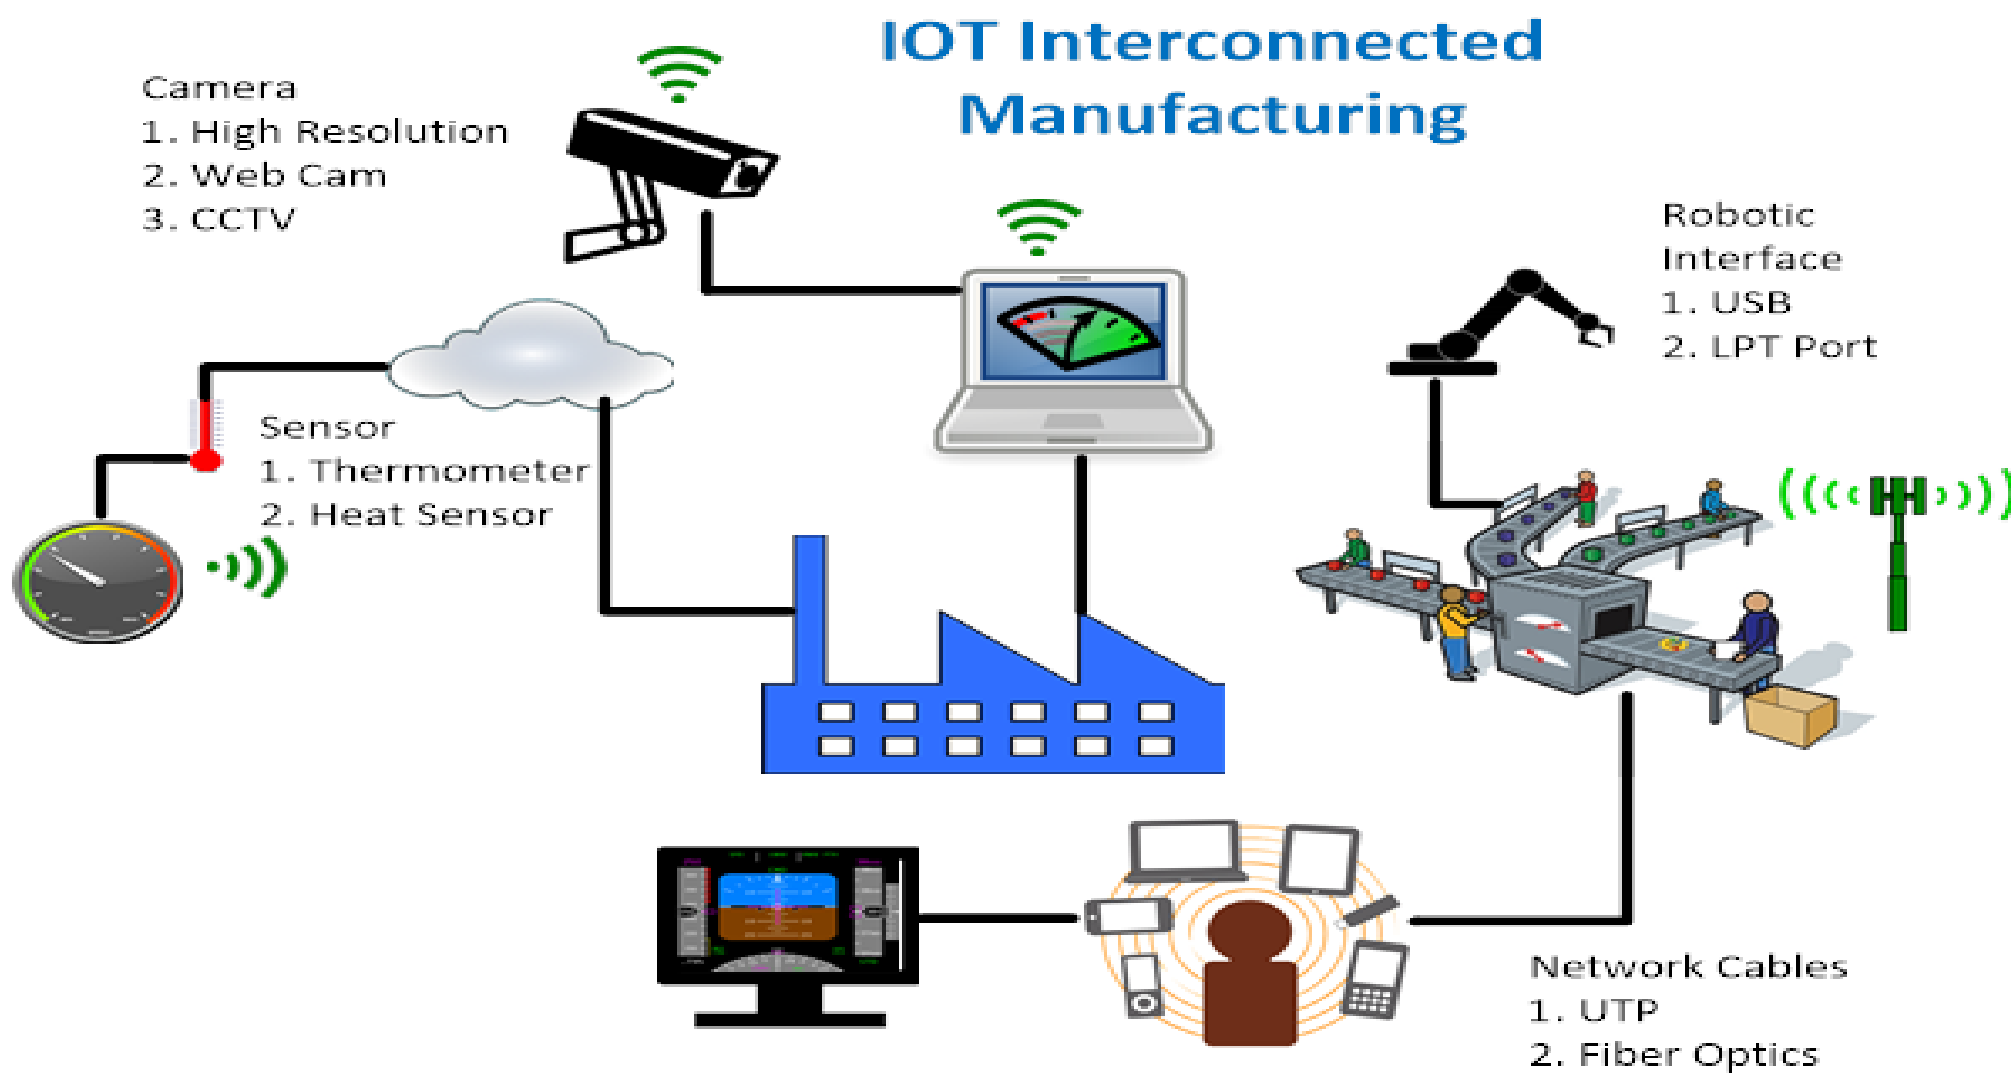 IOT Interconnected
Manufacturing
Camera
1. High Resolution
2. Web Cam
3. CCTV
Robotic
Interface
1. USB
2. LPT Port
Sensor
1. Thermometer
2. Heat Sensor
Network Cables
1. UTP
2. Fiber Optics